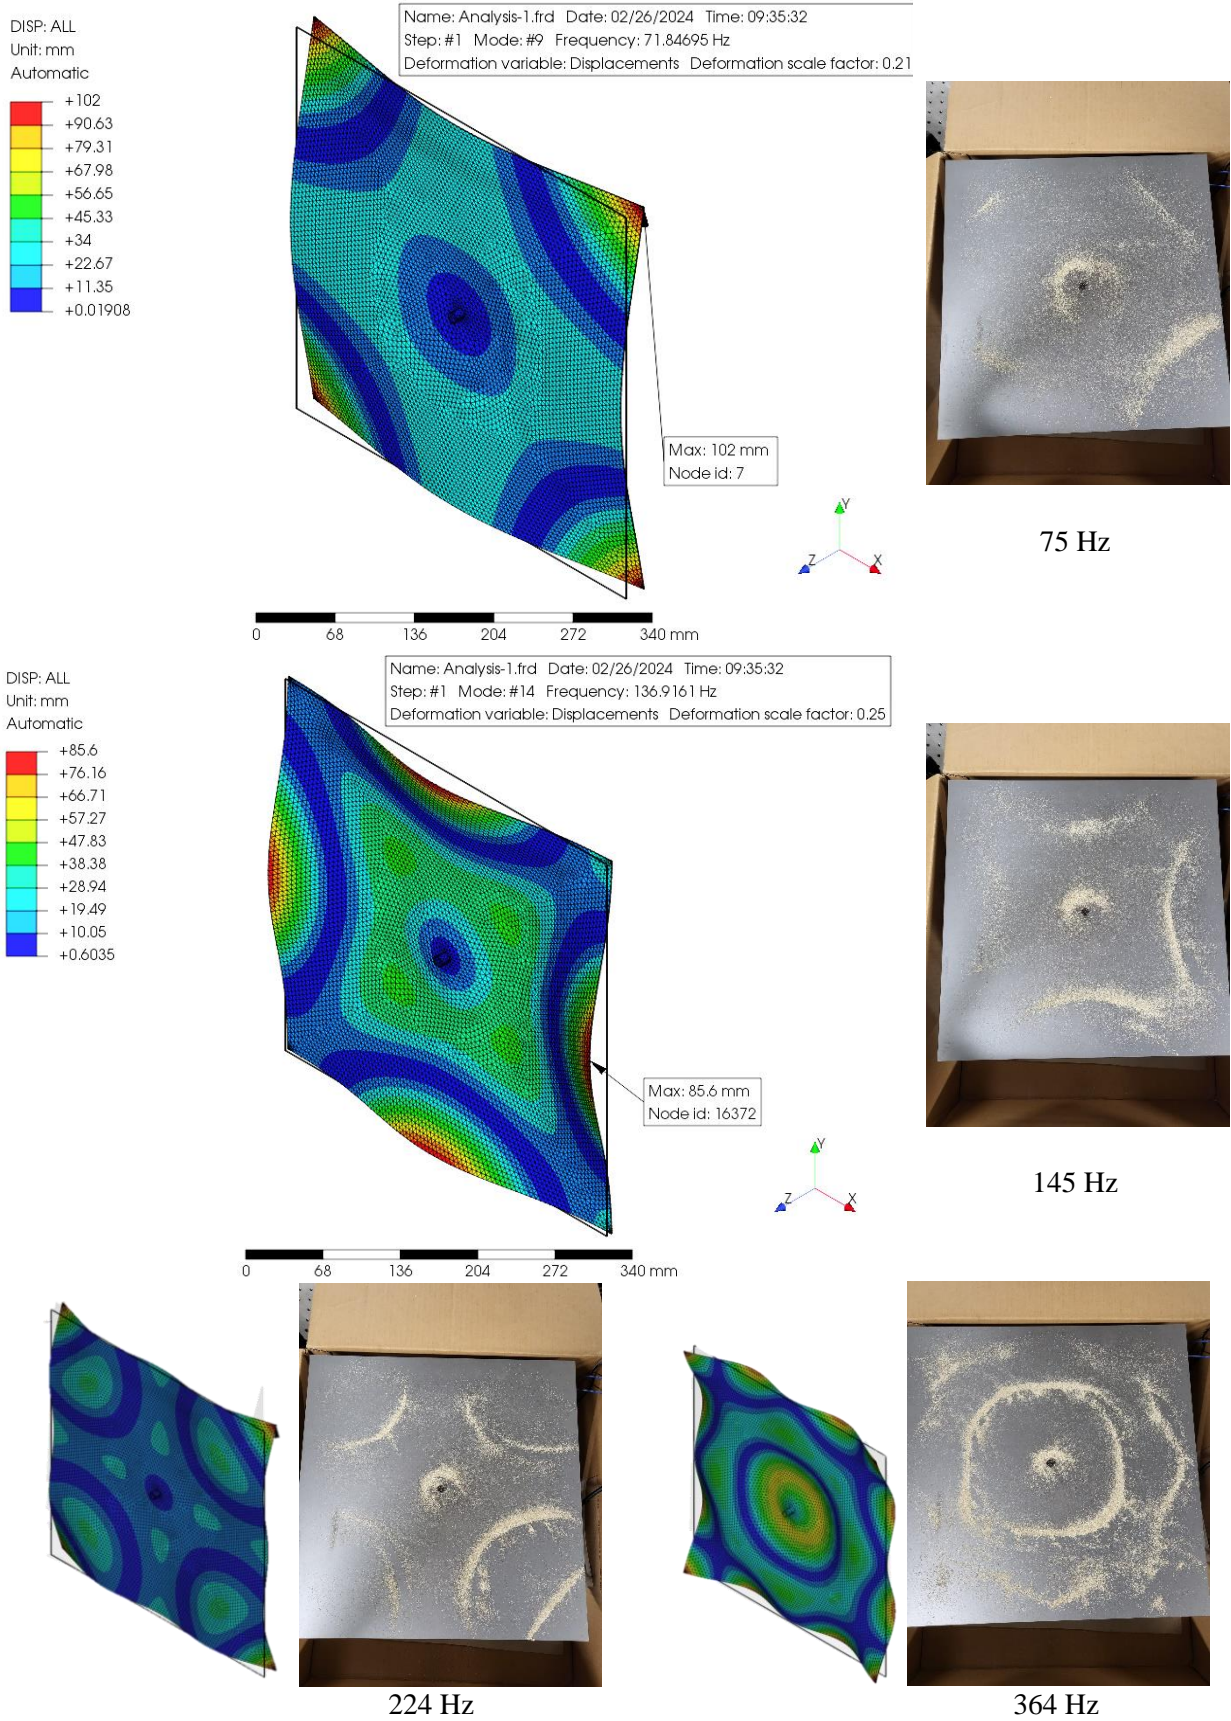 DISP: ALL
Unit: mm
Automatic
+102
+90.63
+79.31
+67.98
+56.65
+45.33
+34
+22.67
+11.35
+0.01908
Name: Analysis-1.frd Date: 02/26/2024 Time: 09:35:32
Step: #1 Mode: #9 Frequency: 71.84695 Hz
Deformation variable: Displacements Deformation scale factor: 0.21
Max: 102 mm
Node id: 7
Y
Z
X
0 68 136 204 272 340 mm
75 Hz
DISP: ALL
Unit: mm
Automatic
+85.6
+76.16
+66.71
+57.27
+47.83
+38.38
+28.94
+19.49
+10.05
+0.6035
Name: Analysis-1.frd Date: 02/26/2024 Time: 09:35:32
Step: #1 Mode: #14 Frequency: 136.9161 Hz
Deformation variable: Displacements Deformation scale factor: 0.25
Max: 85.6 mm
Node id: 16372
Y
Z
X
0 68 136 204 272 340 mm
145 Hz
224 Hz
364 Hz